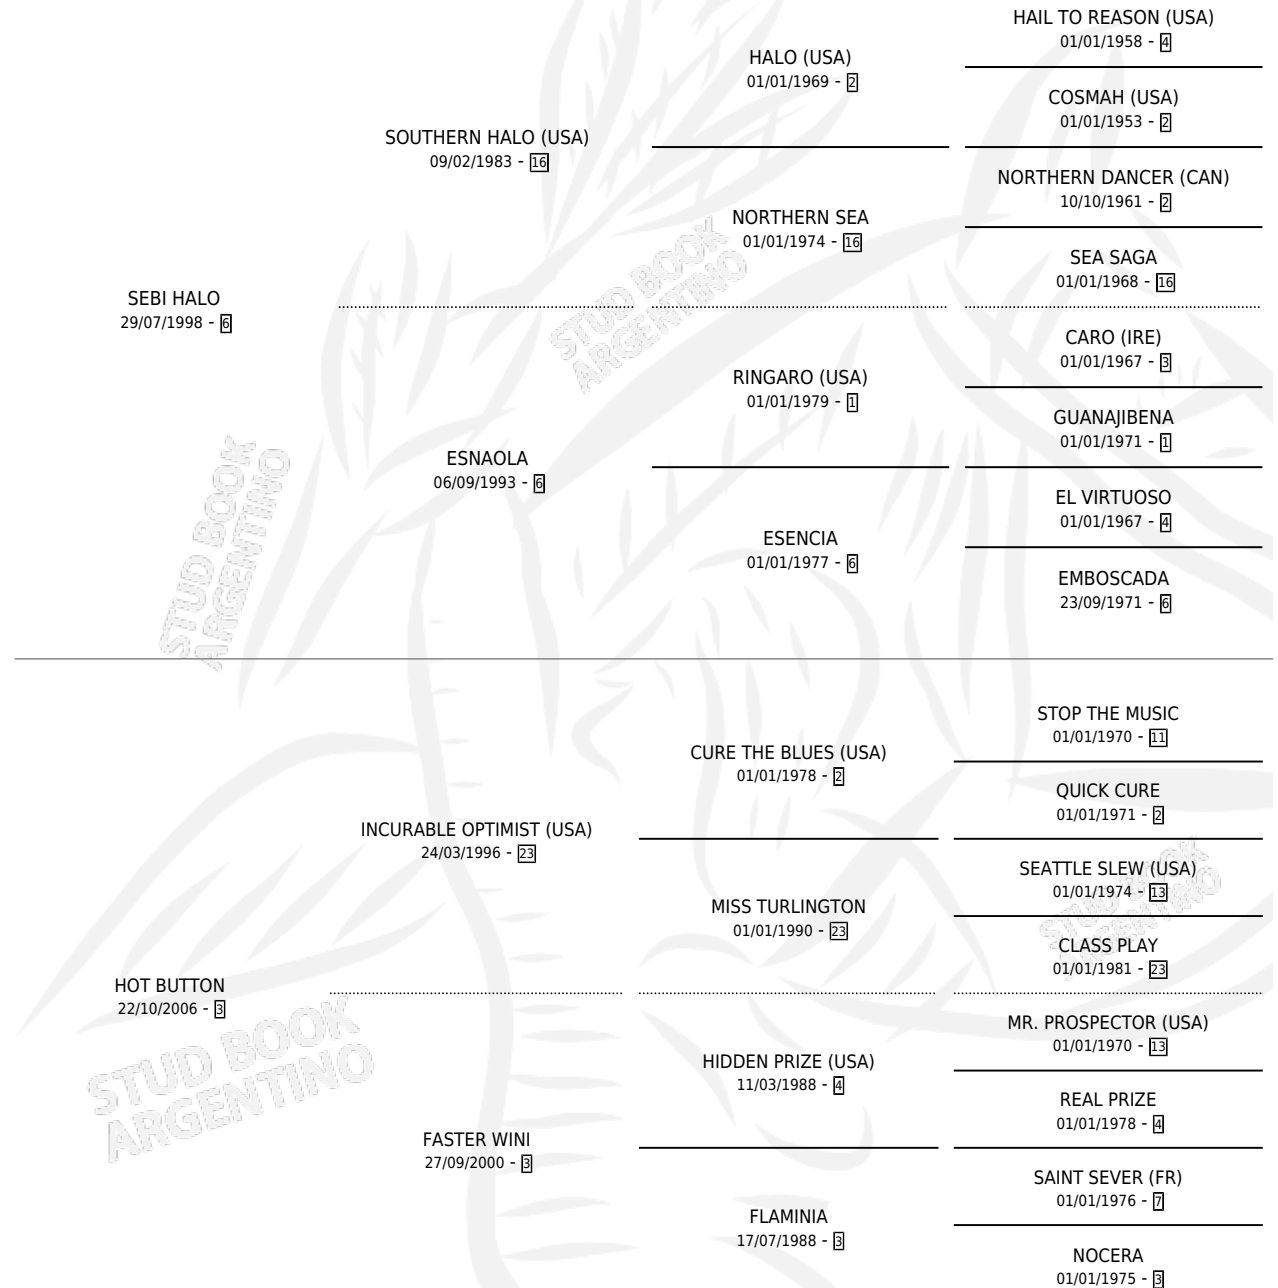 HAIL TO REASON (USA)
01/01/1958 - 4
HALO (USA)
01/01/1969 - 2
COSMAH (USA)
01/01/1953 - 2
SOUTHERN HALO (USA)
09/02/1983 - 16
NORTHERN DANCER (CAN)
10/10/1961 - 2
NORTHERN SEA
01/01/1974 - 16
SEA SAGA
01/01/1968 - 16
SEBI HALO
29/07/1998 - 6
STUD BOOK
ARGENTINO
CARO (IRE)
01/01/1967 - 3
RINGARO (USA)
01/01/1979 - 1
GUANAJIBENA
01/01/1971 - 1
ESNAOLA
06/09/1993 - 6
EL VIRTUOSO
01/01/1967 - 4
ESENCIA
01/01/1977 - 6
EMBOSCADA
23/09/1971 - 6
STUD BOOK
ARGENTINO
STOP THE MUSIC
01/01/1970 - 11
CURE THE BLUES (USA)
01/01/1978 - 2
QUICK CURE
01/01/1971 - 2
INCURABLE OPTIMIST (USA)
24/03/1996 - 23
SEATTLE SLEW (USA)
01/01/1974 - 13
MISS TURLINGTON
01/01/1990 - 23
STUD BOOK
ARGENTINO
CLASS PLAY
01/01/1981 - 23
HOT BUTTON
22/10/2006 - 3
STUD BOOK
ARGENTINO
MR. PROSPECTOR (USA)
01/01/1970 - 13
HIDDEN PRIZE (USA)
11/03/1988 - 4
REAL PRIZE
01/01/1978 - 4
FASTER WINI
27/09/2000 - 3
SAINT SEVER (FR)
01/01/1976 - 7
FLAMINIA
17/07/1988 - 3
NOCERA
01/01/1975 - 3